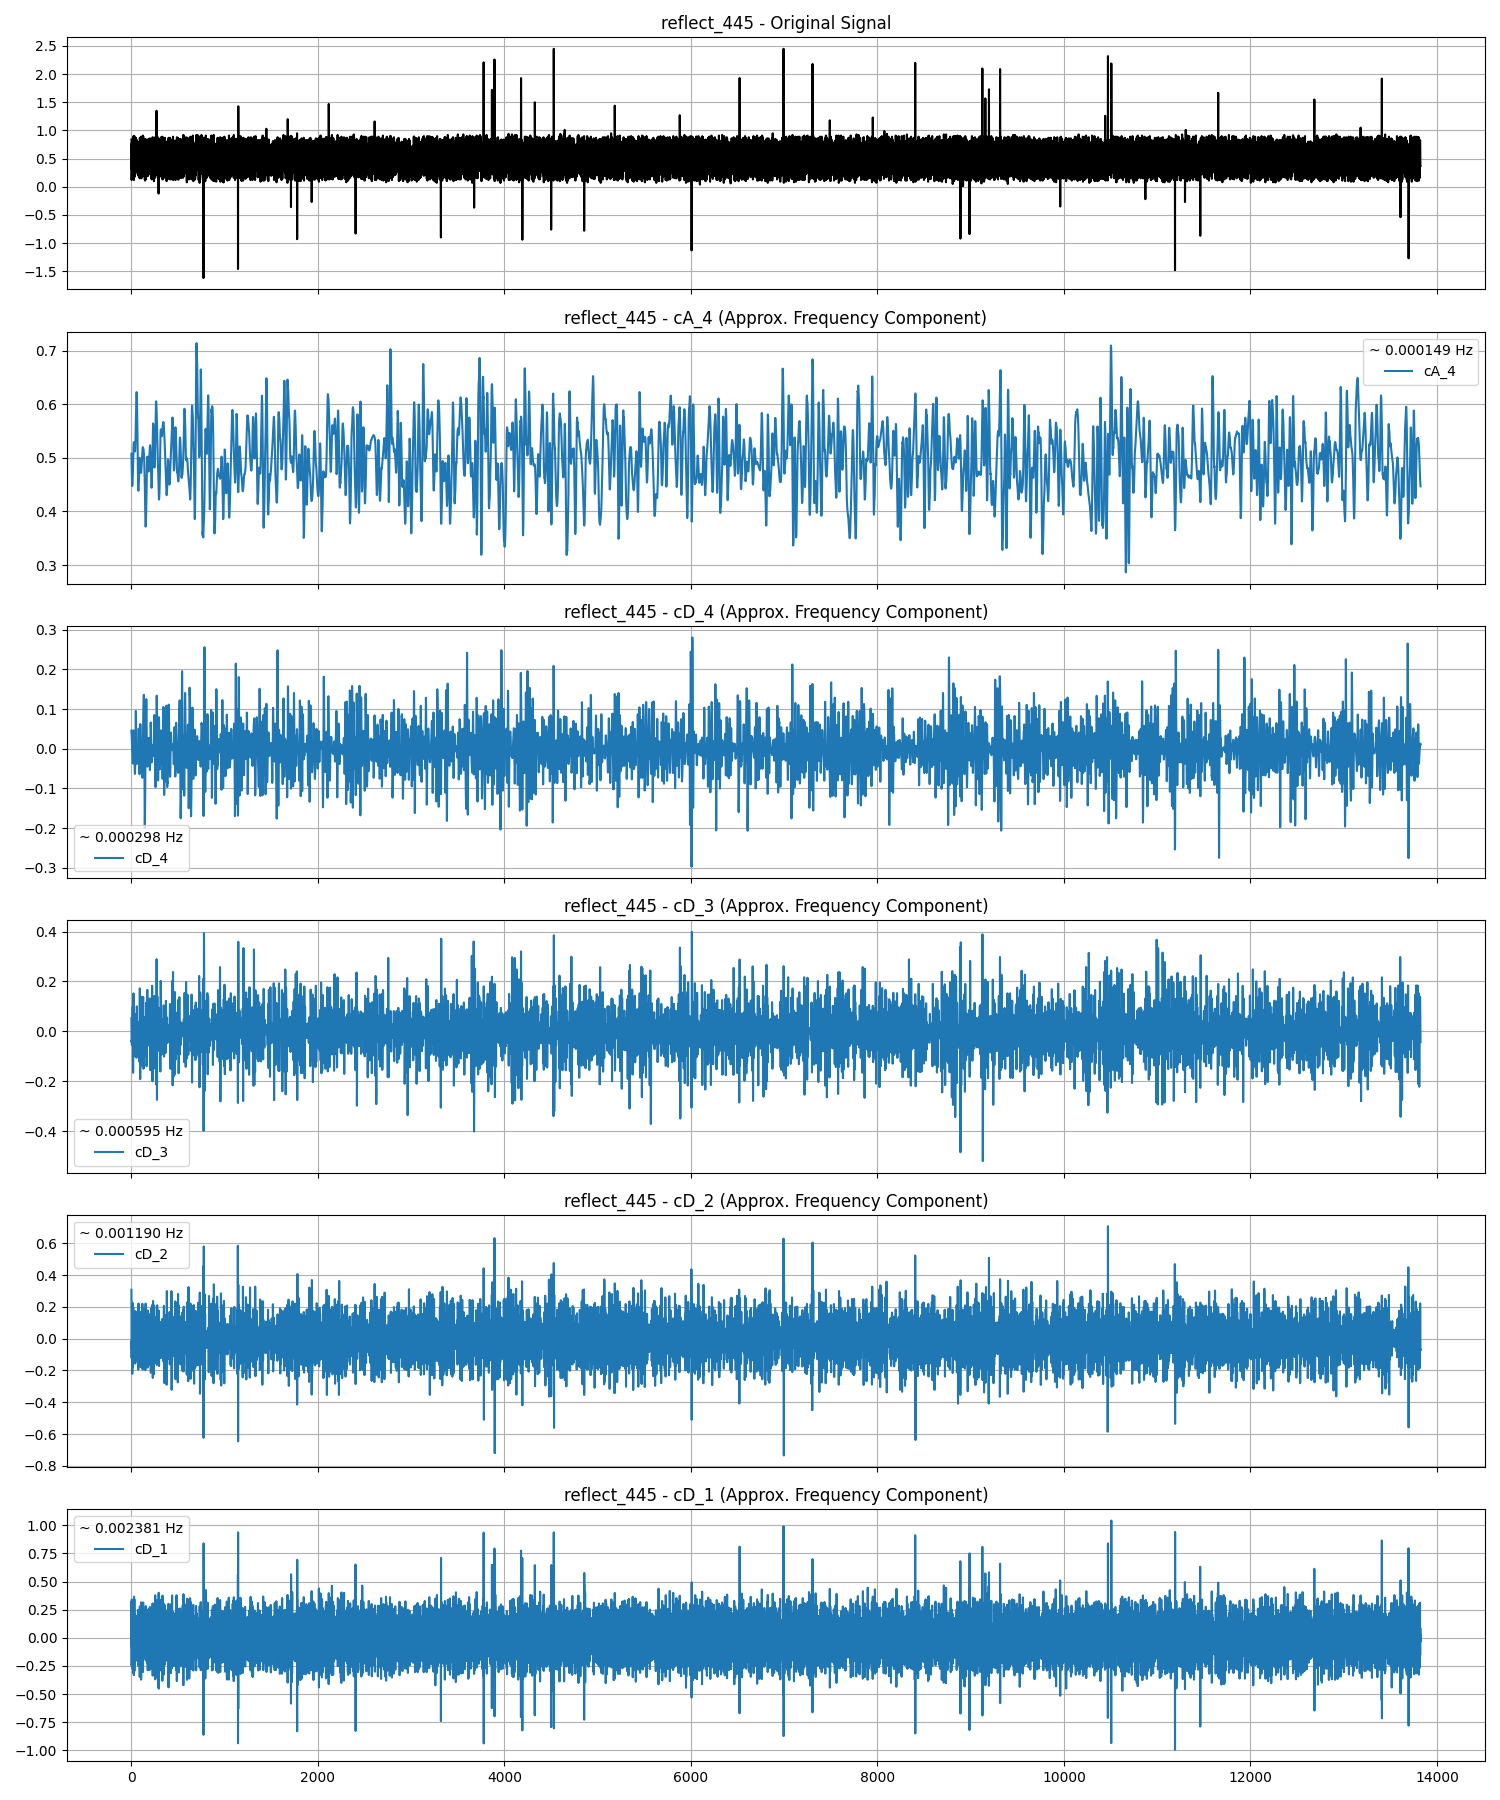 reflect_445 - Original Signal
2.5
2.0
1.5
1.0
0.5
0.0
−0.5
−1.0
−1.5
reflect_445 - cA_4 (Approx. Frequency Component)
0.7
0.6
0.5
0.4
0.3
~ 0.000149 Hz
cA_4
reflect_445 - cD_4 (Approx. Frequency Component)
0.3
0.2
0.1
0.0
−0.1
−0.2
−0.3
~ 0.000298 Hz
cD_4
reflect_445 - cD_3 (Approx. Frequency Component)
0.4
0.2
0.0
−0.2
−0.4
~ 0.000595 Hz
cD_3
reflect_445 - cD_2 (Approx. Frequency Component)
~ 0.001190 Hz
cD_2
0.6
0.4
0.2
0.0
−0.2
−0.4
−0.6
−0.8
reflect_445 - cD_1 (Approx. Frequency Component)
~ 0.002381 Hz
cD_1
1.00
0.75
0.50
0.25
0.00
−0.25
−0.50
−0.75
−1.00
0 2000 4000 6000 8000 10000 12000 14000